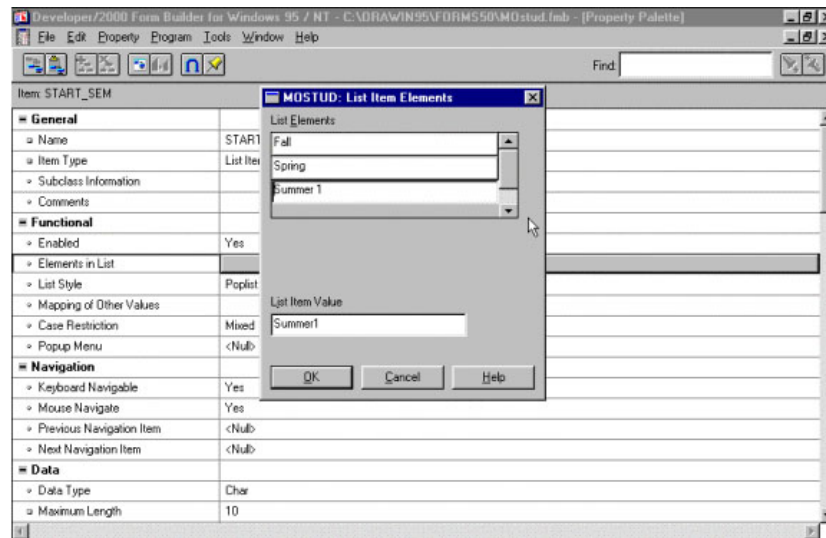 Developer/2000 Form Builder for Windows 95 / NT - C:\ORAWIN95\FORMS50\MOstud.fmb - [Property Palette]
File Edit Property Program Tools Window Help
Find:
Item: START_SEM
MOSTUD: List Item Elements
List Elements
Fall
Spring
Summer 1
List Item Value
Summer1
OK Cancel Help
General
Name START
Item Type List Ite
Subclass Information
Comments
Functional
Enabled Yes
Elements in List
List Style Poplist
Mapping of Other Values
Case Restriction Mixed
Popup Menu <Null>
Navigation
Keyboard Navigable Yes
Mouse Navigate Yes
Previous Navigation Item <Null>
Next Navigation Item <Null>
Data
Data Type Char
Maximum Length 10